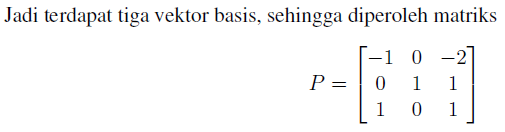 Jadi terdapat tiga vektor basis, sehingga diperoleh matriks
P = [−1 0 −2
0 1 1
1 0 1]